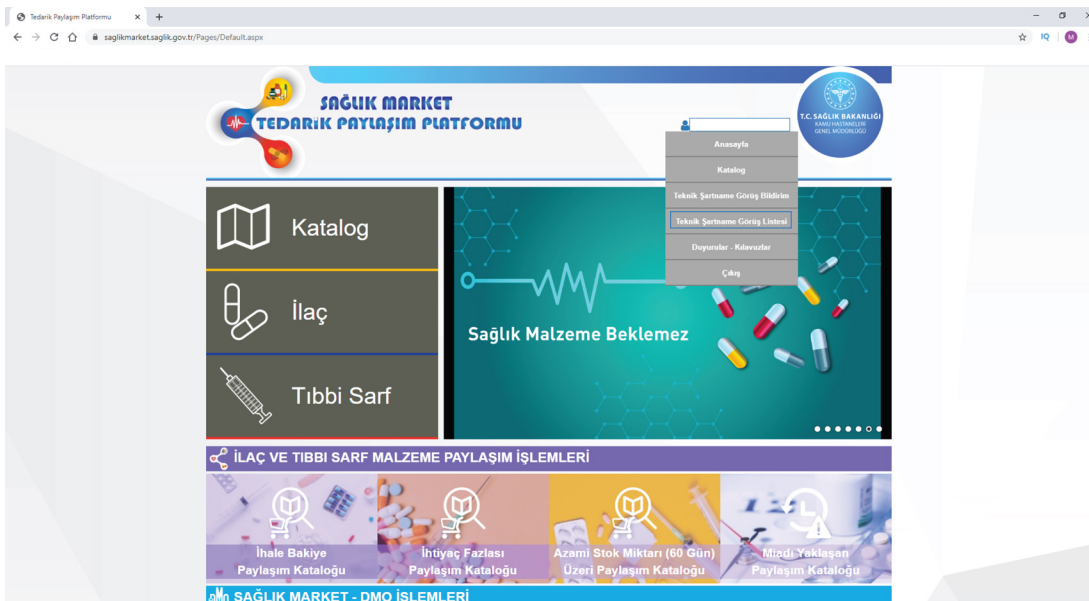 Tedarik Paylaşım Platformu
saglikmarket.saglik.gov.tr/Pages/Default.aspx
IQ
M
SAĞLIK MARKET
TEDARİK PAYLAŞIM PLATFORMU
T.C. SAĞLIK BAKANLIĞI
KAMU HASTANELERİ
GENEL MÜDÜRLÜĞÜ
Anasayfa
Katalog
Teknik Şartname Görüş Bildirim
Teknik Şartname Görüş Listesi
Duyurular - Kılavuzlar
Çıkış
Katalog
İlaç
Tıbbi Sarf
Sağlık Malzeme Beklemez
İLAÇ VE TIBBI SARF MALZEME PAYLAŞIM İŞLEMLERİ
İhale Bakiye
Paylaşım Kataloğu
İhtiyaç Fazlası
Paylaşım Kataloğu
Azami Stok Miktarı (60 Gün)
Üzeri Paylaşım Kataloğu
Miadı Yaklaşan
Paylaşım Kataloğu
SAĞLIK MARKET - DMO İŞLEMLERİ